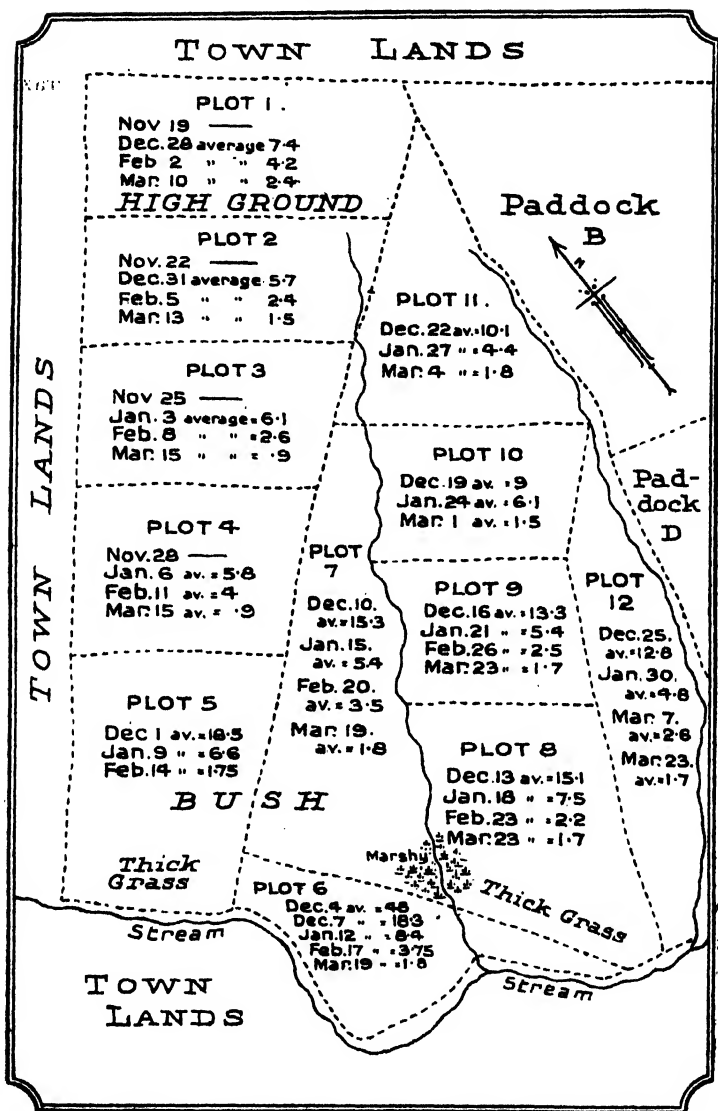 TOWN LANDS
PLOT 1.
Nov 19 —
Dec. 28 average 7·4
Feb 2 " " 4·2
Mar. 10 " " 2·4
HIGH GROUND
PLOT 2
Nov. 22 —
Dec. 31 average 5·7
Feb. 5 " " 2·4
Mar. 13 " " 1·5
PLOT 3
Nov 25 —
Jan. 3 average = 6·1
Feb. 8 " " = 2·6
Mar. 15 " " = ·9
PLOT 4
Nov. 28 —
Jan. 6 av. = 5·8
Feb. 11 av. = 4
Mar. 15 av. = ·9
PLOT 5
Dec 1 av. = 18·5
Jan. 9 " = 6·6
Feb. 14 " = 1·75
BUSH
Thick
Grass
TOWN LANDS
PLOT
7
Dec. 10.
av. = 15·3
Jan. 15.
av. = 5·4
Feb. 20.
av. = 3·5
Mar. 19.
av. = 1·8
PLOT 6
Dec. 4 av. = 48
Dec. 7 " = 18·3
Jan. 12 " = 8·4
Feb. 17 " = 3·75
Mar. 19 " = 1·8
Paddock
B
N
PLOT 11.
Dec. 22 av. = 10·1
Jan. 27 " = 4·4
Mar. 4 " = 1·8
PLOT 10
Dec. 19 av. = 9
Jan. 24 av. = 6·1
Mar. 1 av. = 1·5
Pad-
dock
D
PLOT 9
Dec. 16 av. = 13·3
Jan. 21 " = 5·4
Feb. 26 " = 2·5
Mar. 23 " = 1·7
PLOT
12
Dec. 25.
av. = 12·8
Jan. 30.
av. = 4·8
Mar. 7.
av. = 2·6
Mar. 23.
av. = 1·7
PLOT 8
Dec. 13 av. = 15·1
Jan. 18 " = 7·5
Feb. 23 " = 2·2
Mar. 23 " = 1·7
Marshy
Thick Grass
Stream
Stream
TOWN
LANDS